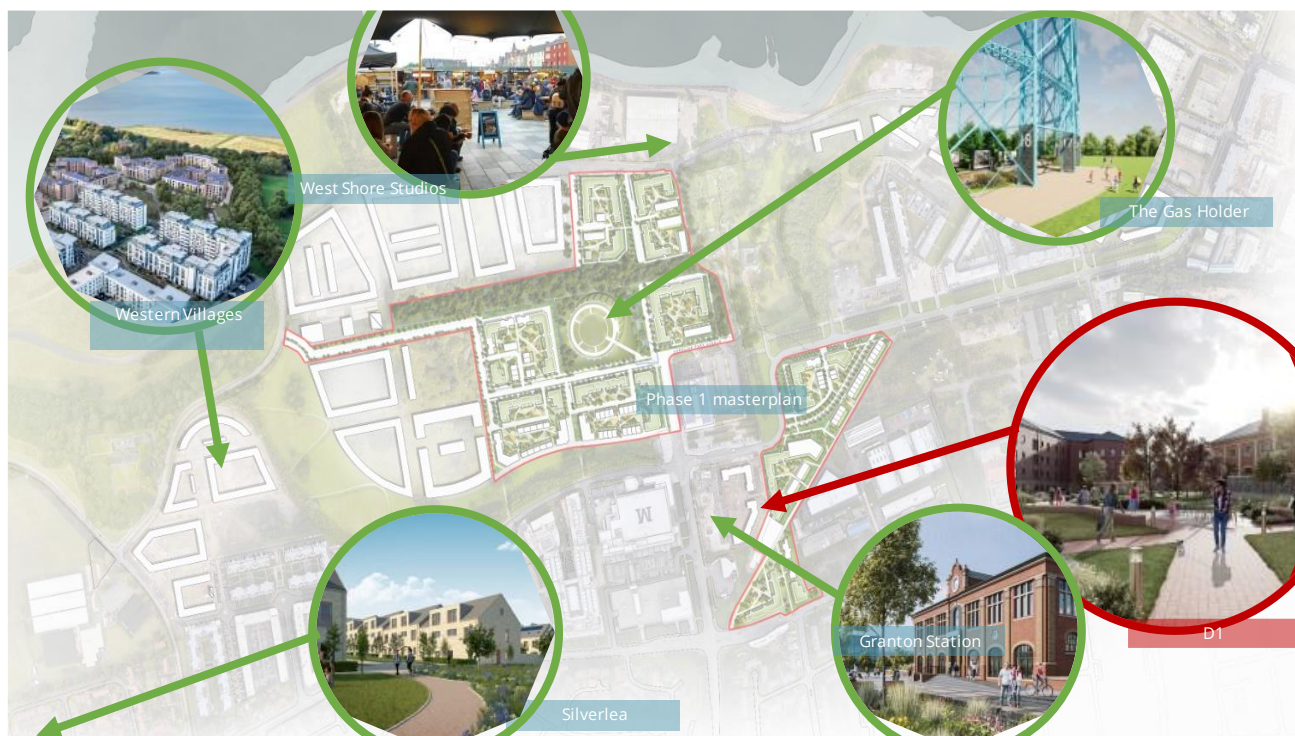 West Shore Studios
The Gas Holder
Western Villages
Phase 1 masterplan
M
Granton Station
D1
Silverlea